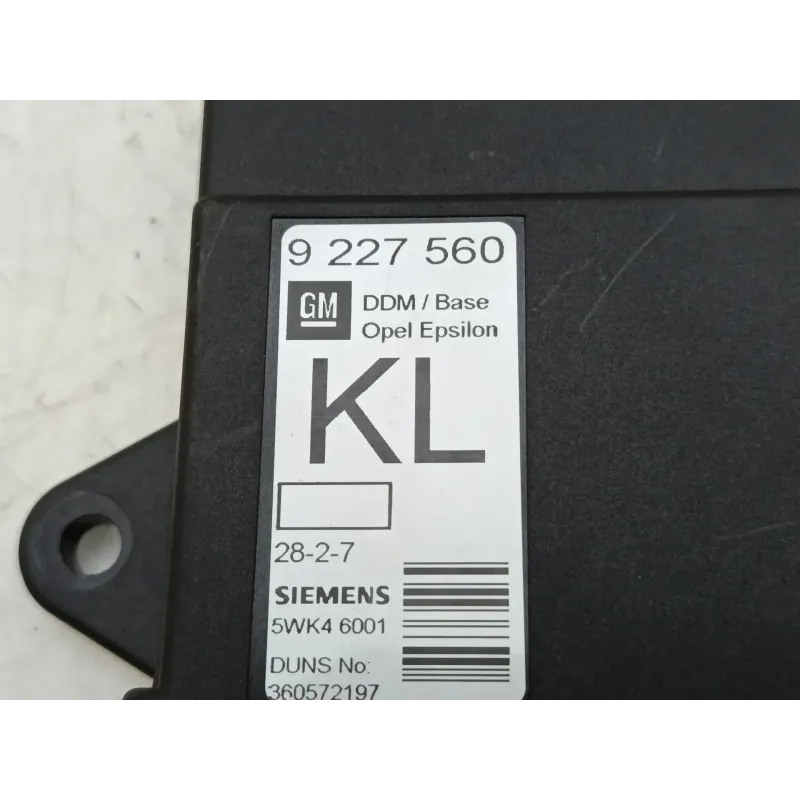 9 227 560
GM DDM / Base
Opel Epsilon
KL
28-2-7
SIEMENS
5WK4 6001
DUNS No:
360572197